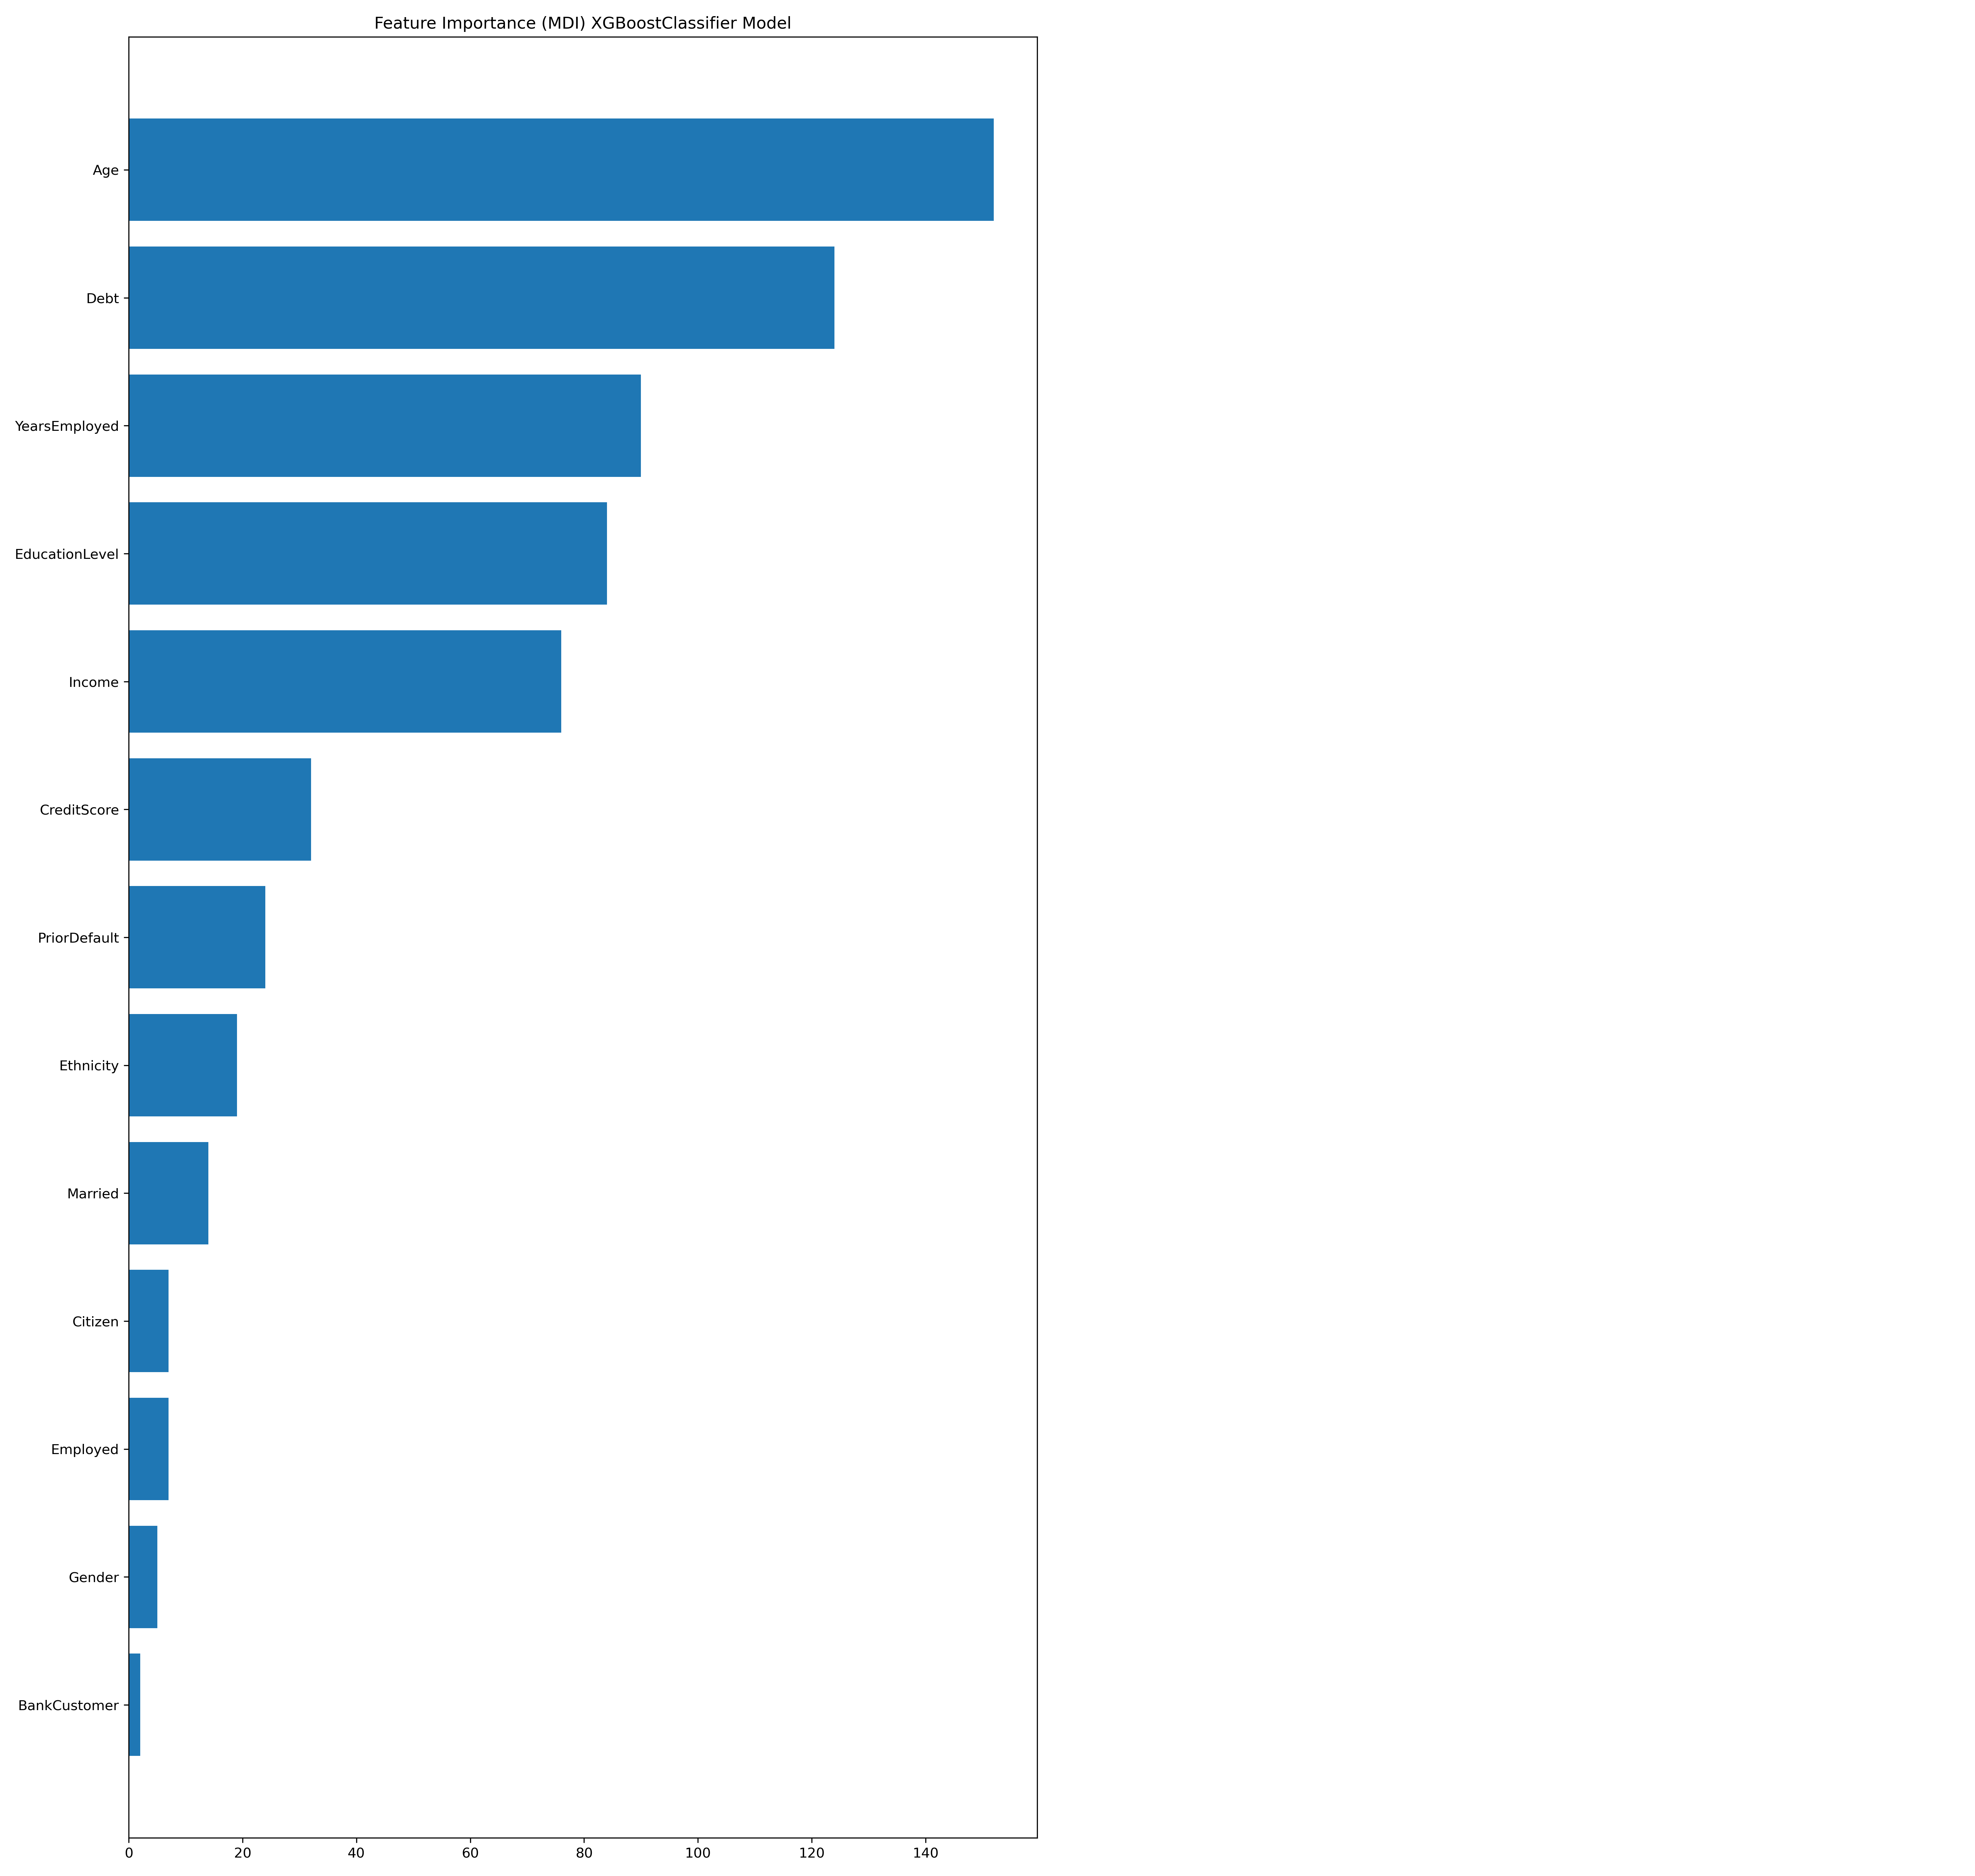 Feature Importance (MDI) XGBoostClassifier Model
Age
Debt
YearsEmployed
EducationLevel
Income
CreditScore
PriorDefault
Ethnicity
Married
Citizen
Employed
Gender
BankCustomer
0 20 40 60 80 100 120 140